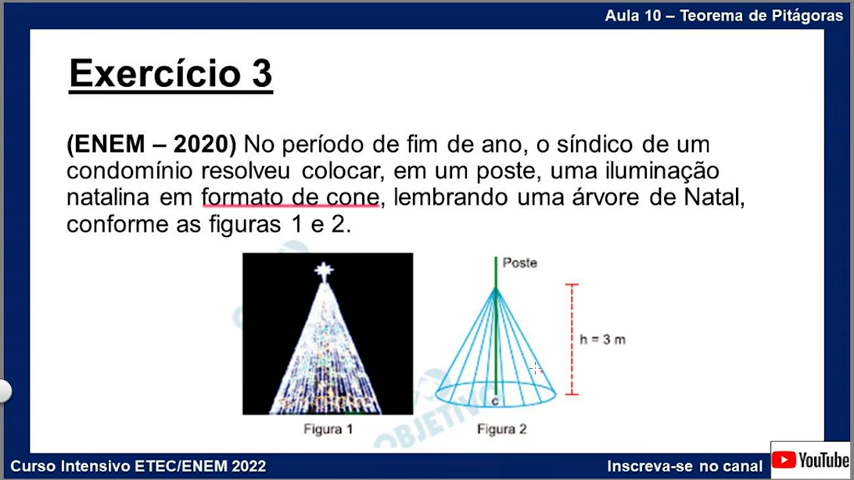 Aula 10 – Teorema de Pitágoras
Exercício 3
(ENEM – 2020) No período de fim de ano, o síndico de um
condomínio resolveu colocar, em um poste, uma iluminação
natalina em formato de cone, lembrando uma árvore de Natal,
conforme as figuras 1 e 2.
Poste
h = 3 m
C
OBJETIVO
Figura 1
Figura 2
Curso Intensivo ETEC/ENEM 2022
Inscreva-se no canal
YouTube